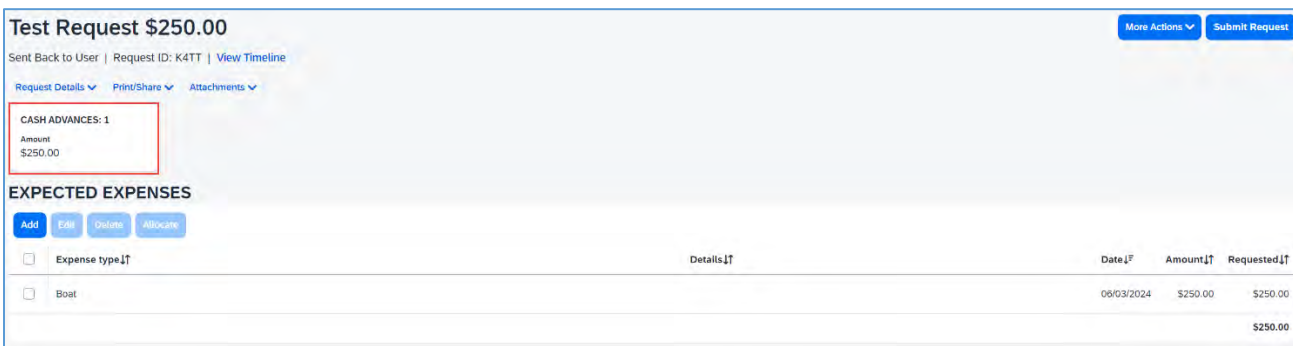 Test Request $250.00
More Actions Submit Request
Sent Back to User | Request ID: K4TT | View Timeline
Request Details Print/Share Attachments
CASH ADVANCES: 1
Amount
$250.00
EXPECTED EXPENSES
Add Edit Delete Allocate
Expense type Details Date Amount Requested
Boat 06/03/2024 $250.00 $250.00
$250.00